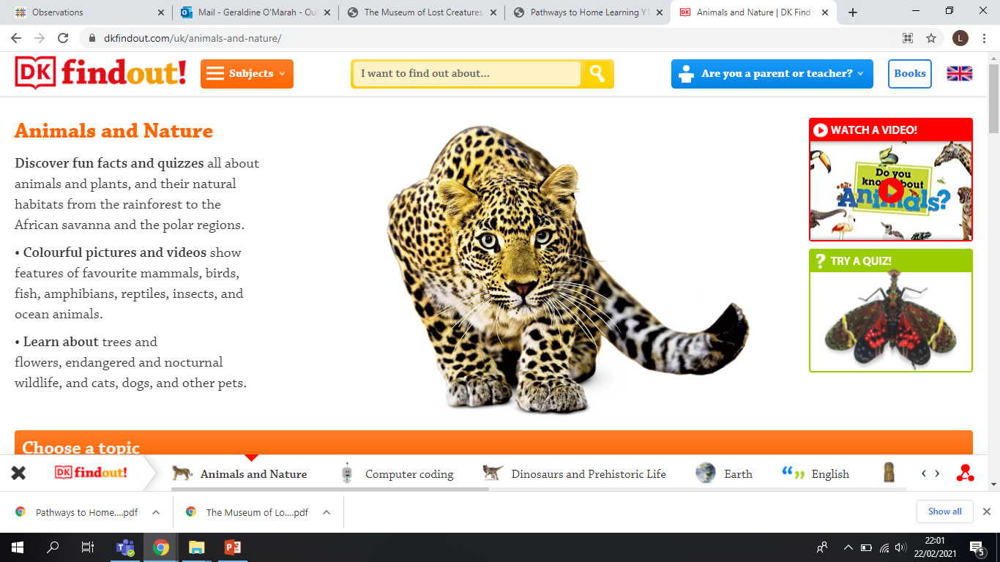 Observations
Mail - Geraldine O'Marah - Ou
The Museum of Lost Creatures
Pathways to Home Learning Y1
Animals and Nature | DK Find
dkfindout.com/uk/animals-and-nature/
L
DK findout!
Subjects
I want to find out about...
Are you a parent or teacher?
Books
Animals and Nature
Discover fun facts and quizzes all about
animals and plants, and their natural
habitats from the rainforest to the
African savanna and the polar regions.
• Colourful pictures and videos show
features of favourite mammals, birds,
fish, amphibians, reptiles, insects, and
ocean animals.
• Learn about trees and
flowers, endangered and nocturnal
wildlife, and cats, dogs, and other pets.
WATCH A VIDEO!
Do you
know about
Animals?
? TRY A QUIZ!
Choose a topic
DK findout!
Animals and Nature
Computer coding
Dinosaurs and Prehistoric Life
Earth
English
Pathways to Home....pdf
The Museum of Lo....pdf
Show all
22:01
22/02/2021
5